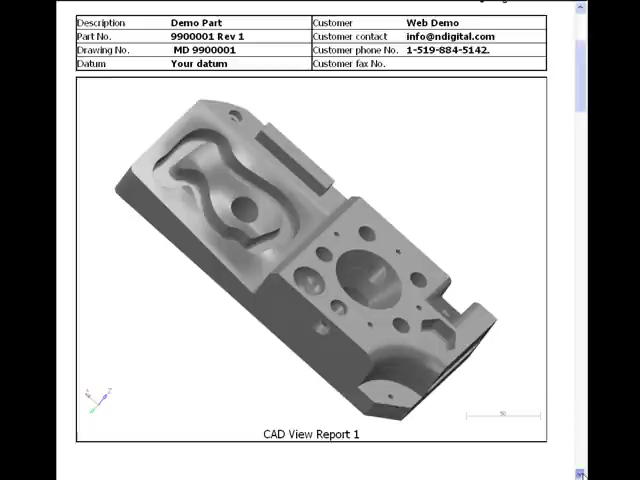 Description Demo Part Customer Web Demo
Part No. 9900001 Rev 1 Customer contact info@ndigital.com
Drawing No. MD 9900001 Customer phone No. 1-519-884-5142.
Datum Your datum Customer fax No.
50
CAD View Report 1